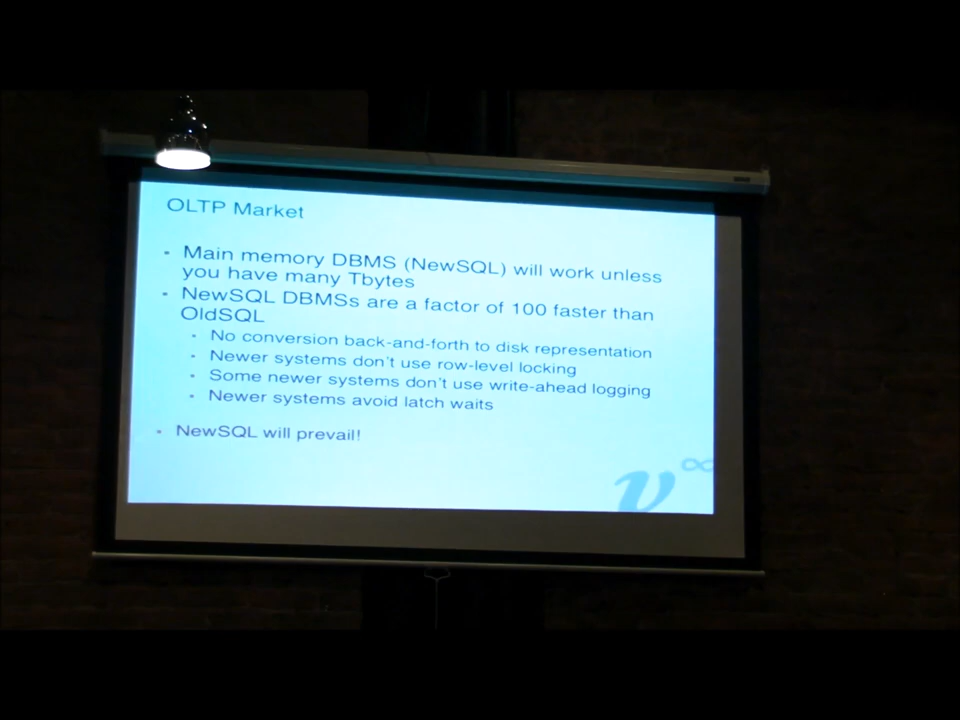 OLTP Market
• Main memory DBMS (NewSQL) will work unless
you have many Tbytes
• NewSQL DBMSs are a factor of 100 faster than
OldSQL
• No conversion back-and-forth to disk representation
• Newer systems don't use row-level locking
• Some newer systems don't use write-ahead logging
• Newer systems avoid latch waits
• NewSQL will prevail!
v∞